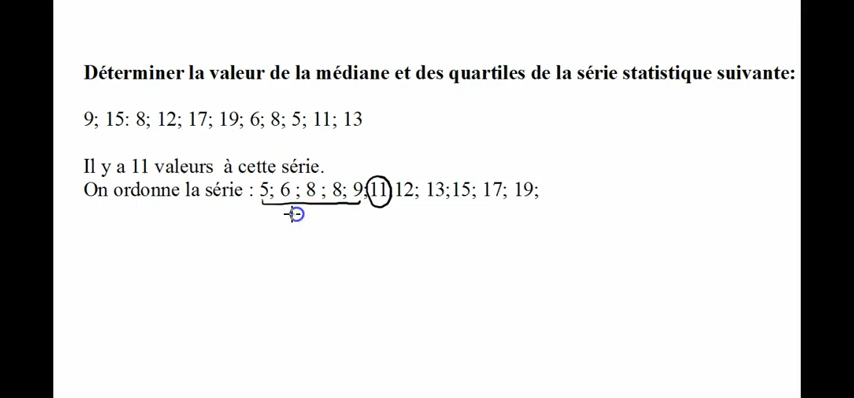 Déterminer la valeur de la médiane et des quartiles de la série statistique suivante:
9; 15: 8; 12; 17; 19; 6; 8; 5; 11; 13
Il y a 11 valeurs à cette série.
On ordonne la série : 5; 6 ; 8 ; 8; 9; 11 12; 13;15; 17; 19;